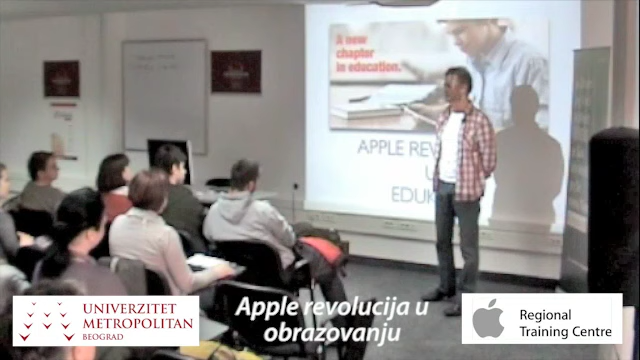 A new
chapter
in education.
APPLE REV
U
EDUK
UNIVERZITET
METROPOLITAN
BEOGRAD
Apple revolucija u
obrazovanju
Regional
Training Centre